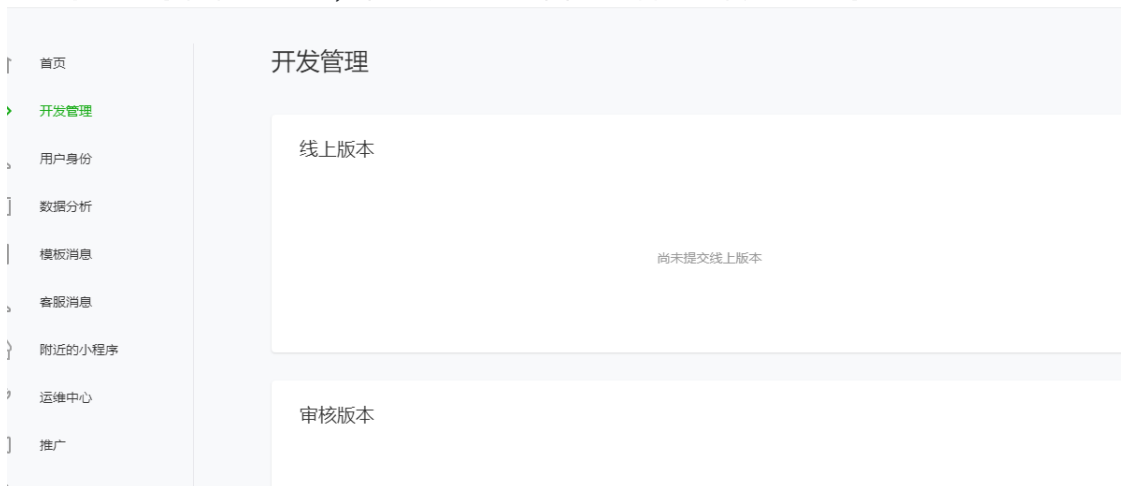 首页
开发管理
用户身份
数据分析
模板消息
客服消息
附近的小程序
运维中心
推广
开发管理
线上版本
尚未提交线上版本
审核版本